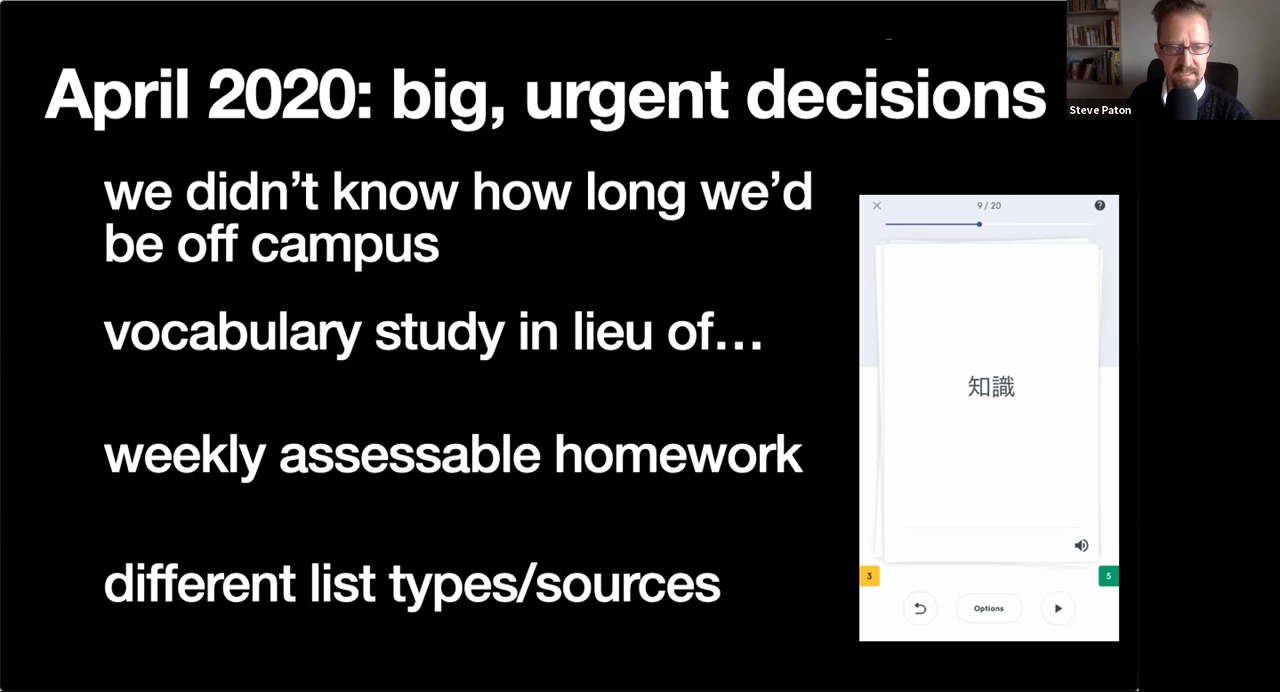 April 2020: big, urgent decisions
Steve Paton
we didn’t know how long we’d
be off campus
vocabulary study in lieu of…
weekly assessable homework
different list types/sources
9 / 20
?
知識
3
5
Options